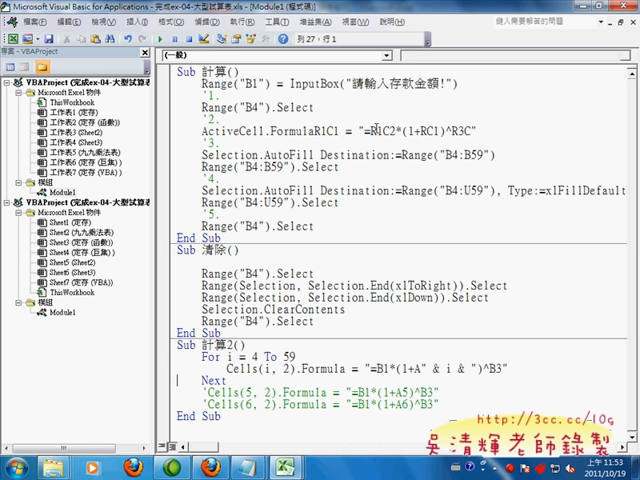 Microsoft Visual Basic for Applications - 完成ex-04-大型試算表.xls - [Module1 (程式碼)]
檔案(F) 編輯(E) 檢視(V) 插入(I) 格式(O) 偵錯(D) 執行(R) 工具(T) 增益集(A) 視窗(W) 說明(H)
鍵入需要解答的問題
列 27，行 1
專案 - VBAProject
(一般)
VBAProject (完成ex-04-大型試算表
Microsoft Excel 物件
ThisWorkbook
工作表1 (定存)
工作表2 (定存 (函數))
工作表3 (Sheet2)
工作表4 (Sheet3)
工作表5 (九九乘法表)
工作表6 (定存 (巨集))
工作表7 (定存 (VBA))
模組
Module1
VBAProject (完成ex-04-大型試算表
Microsoft Excel 物件
Sheet1 (定存)
Sheet2 (九九乘法表)
Sheet3 (定存 (函數))
Sheet4 (定存 (巨集))
Sheet5 (Sheet2)
Sheet6 (Sheet3)
Sheet7 (定存 (VBA))
ThisWorkbook
模組
Module1
Sub 計算()
Range("B1") = InputBox("請輸入存款金額!")
'1.
Range("B4").Select
'2.
ActiveCell.FormulaR1C1 = "=R1C2*(1+RC1)^R3C"
'3.
Selection.AutoFill Destination:=Range("B4:B59")
Range("B4:B59").Select
'4.
Selection.AutoFill Destination:=Range("B4:U59"), Type:=xlFillDefault
Range("B4:U59").Select
'5.
Range("B4").Select
End Sub
Sub 清除()
Range("B4").Select
Range(Selection, Selection.End(xlToRight)).Select
Range(Selection, Selection.End(xlDown)).Select
Selection.ClearContents
Range("B4").Select
End Sub
Sub 計算2()
For i = 4 To 59
Cells(i, 2).Formula = "=B1*(1+A" & i & ")^B3"
Next
'Cells(5, 2).Formula = "=B1*(1+A5)^B3"
'Cells(6, 2).Formula = "=B1*(1+A6)^B3"
End Sub
http://3cc.cc/10g
吳清輝老師錄製
上午 11:53
2011/10/19